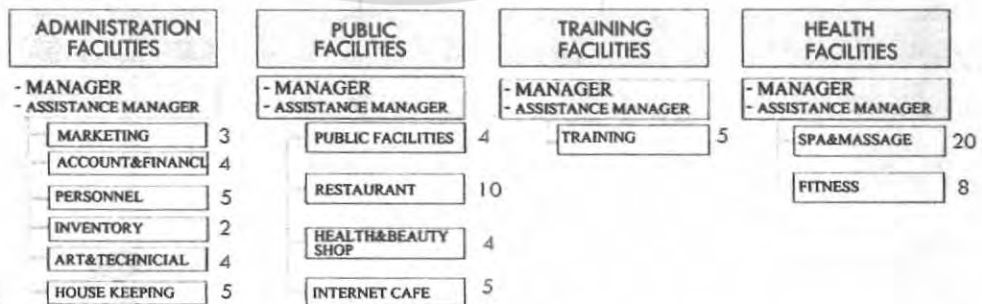 ADMINISTRATION
FACILITIES
- MANAGER
- ASSISTANCE MANAGER
MARKETING 3
ACCOUNT&FINANCL 4
PERSONNEL 5
INVENTORY 2
ART&TECHNICIAL 4
HOUSE KEEPING 5
PUBLIC
FACILITIES
- MANAGER
- ASSISTANCE MANAGER
PUBLIC FACILITIES 4
RESTAURANT 10
HEALTH&BEAUTY
SHOP 4
INTERNET CAFE 5
TRAINING
FACILITIES
- MANAGER
- ASSISTANCE MANAGER
TRAINING 5
HEALTH
FACILITIES
- MANAGER
- ASSISTANCE MANAGER
SPA&MASSAGE 20
FITNESS 8